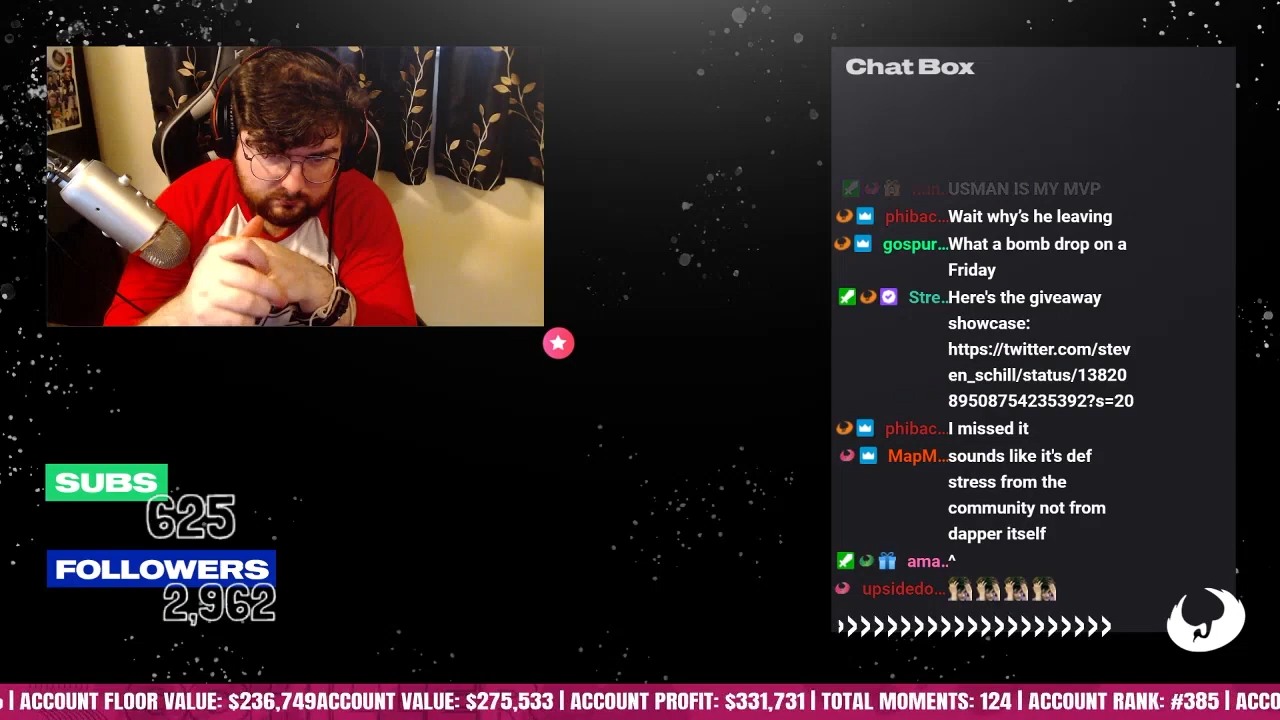 Chat Box
USMAN IS MY MVP
phibac...Wait why's he leaving
gospur...What a bomb drop on a
Friday
Stre..Here's the giveaway
showcase:
https://twitter.com/stev
en_schill/status/13820
89508754235392?s=20
phibac...I missed it
MapM...sounds like it's def
stress from the
community not from
dapper itself
ama..^
upsidedo...
SUBS
625
FOLLOWERS
2,962
| ACCOUNT FLOOR VALUE: $236,749ACCOUNT VALUE: $275,533 | ACCOUNT PROFIT: $331,731 | TOTAL MOMENTS: 124 | ACCOUNT RANK: #385 | ACCO